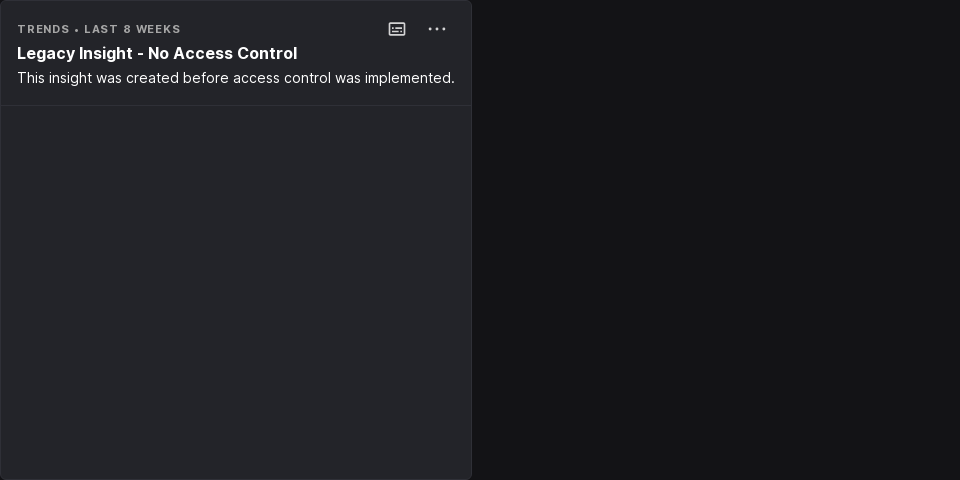 TRENDS • LAST 8 WEEKS
Legacy Insight - No Access Control
This insight was created before access control was implemented.